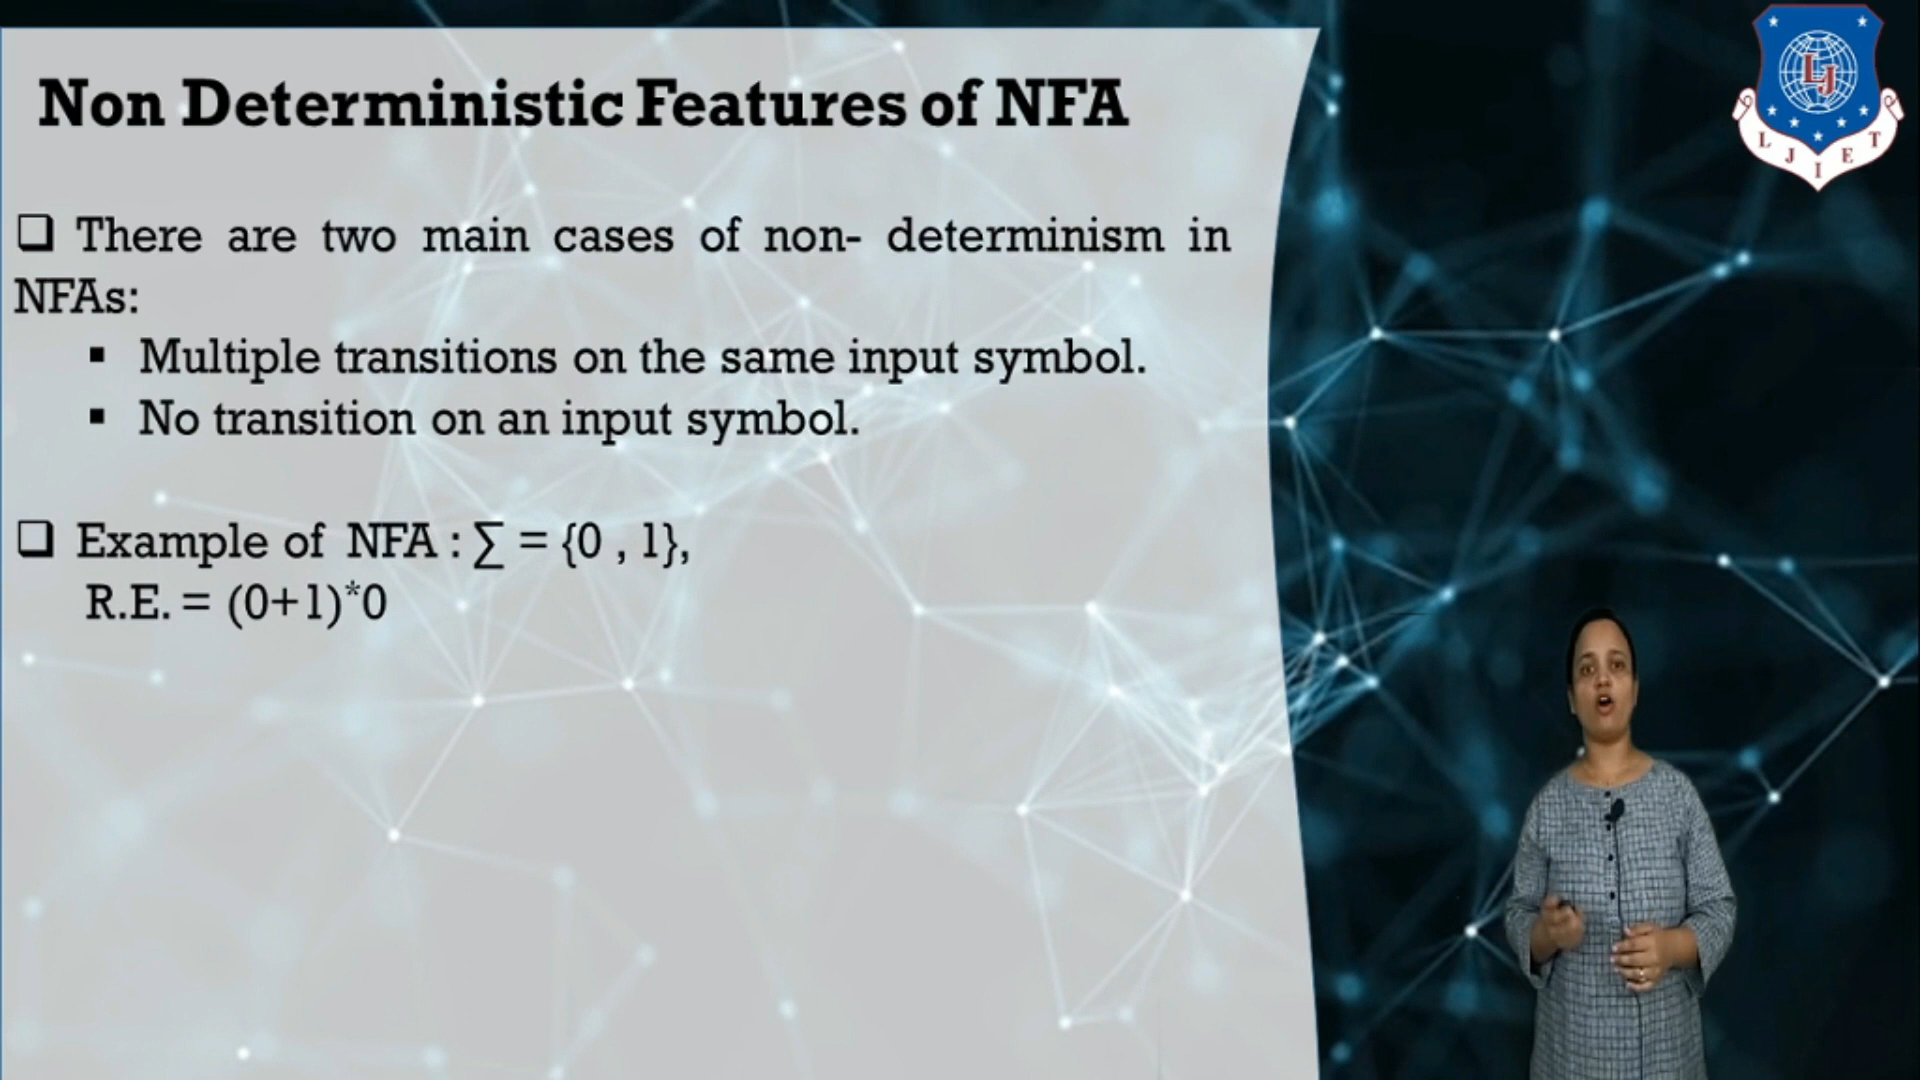 Non Deterministic Features of NFA
❑ There are two main cases of non- determinism in
NFAs:
▪ Multiple transitions on the same input symbol.
▪ No transition on an input symbol.
❑ Example of NFA : ∑ = {0 , 1},
R.E. = (0+1)*0
LJ
L J I E T